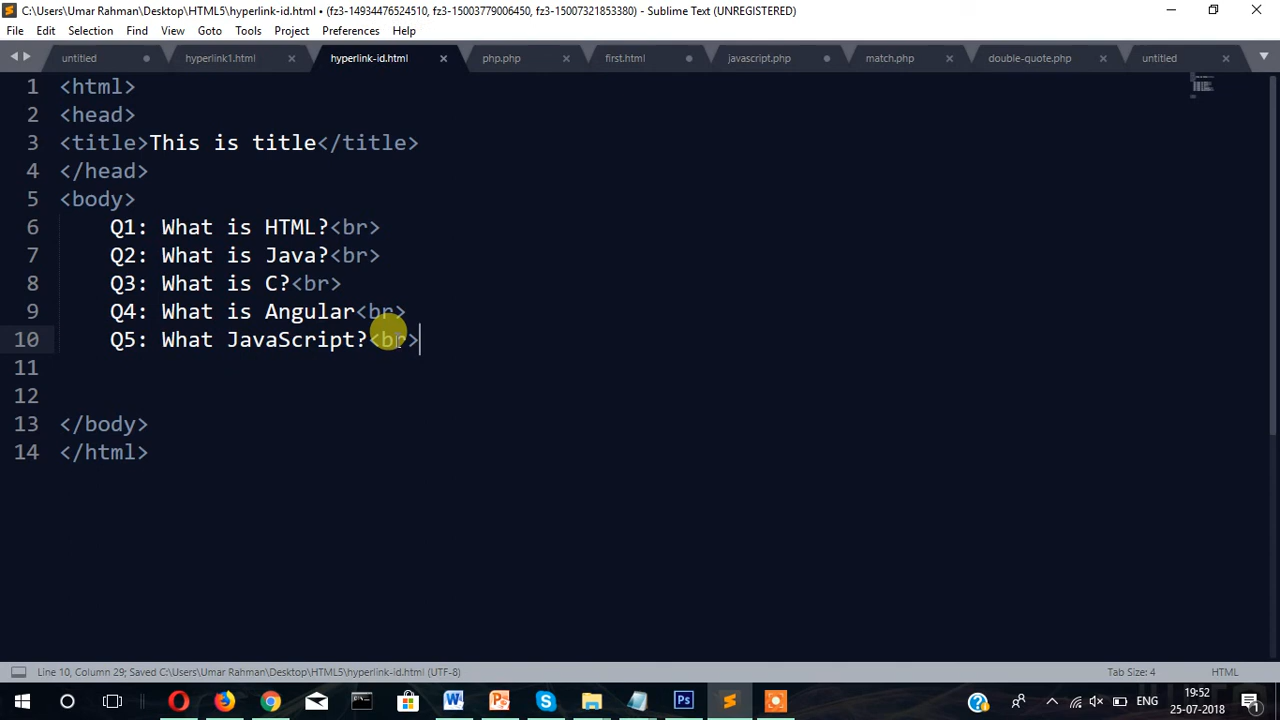 C:\Users\Umar Rahman\Desktop\HTML5\hyperlink-id.html • (fz3-14934476524510, fz3-15003779006450, fz3-15007321853380) - Sublime Text (UNREGISTERED)
File Edit Selection Find View Goto Tools Project Preferences Help
untitled hyperlink1.html hyperlink-id.html php.php first.html javascript.php match.php double-quote.php untitled
1 <html>
2 <head>
3 <title>This is title</title>
4 </head>
5 <body>
6 Q1: What is HTML?<br>
7 Q2: What is Java?<br>
8 Q3: What is C?<br>
9 Q4: What is Angular<br>
10 Q5: What JavaScript?<br>
11
12
13 </body>
14 </html>
Line 10, Column 29; Saved C:\Users\Umar Rahman\Desktop\HTML5\hyperlink-id.html (UTF-8) Tab Size: 4 HTML
ENG 19:52
25-07-2018